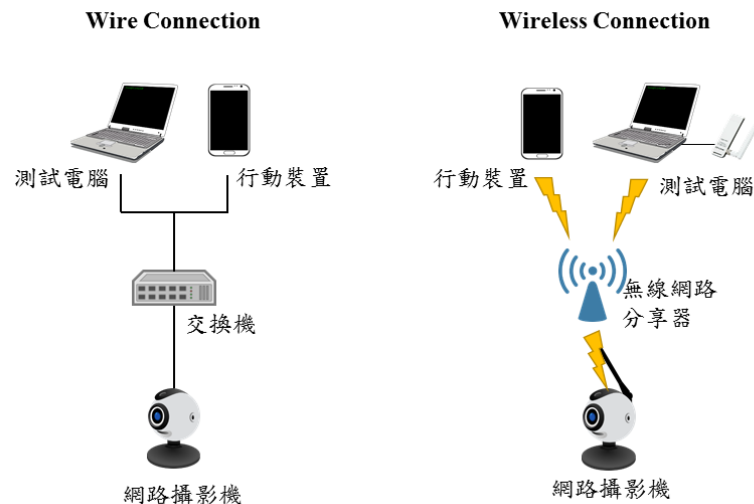 Wire Connection
Wireless Connection
測試電腦
行動裝置
行動裝置
測試電腦
交換機
無線網路
分享器
網路攝影機
網路攝影機